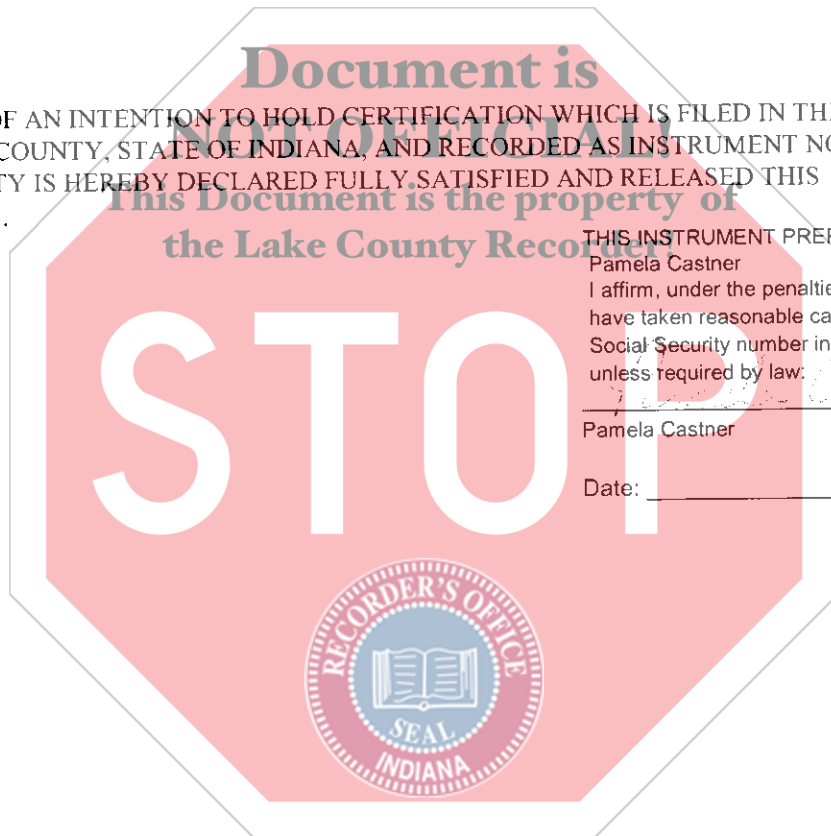 Document is
NOT OFFICIAL!
OF AN INTENTION TO HOLD CERTIFICATION WHICH IS FILED IN TH
COUNTY, STATE OF INDIANA, AND RECORDED AS INSTRUMENT NO
TY IS HEREBY DECLARED FULLY SATISFIED AND RELEASED THIS
.
This Document is the property of
the Lake County Recorder!
THIS INSTRUMENT PREP
Pamela Castner
I affirm, under the penaltie
have taken reasonable ca
Social Security number in
unless required by law:
Pamela Castner
Date:
STOP
RECORDER'S OFFICE
SEAL
INDIANA